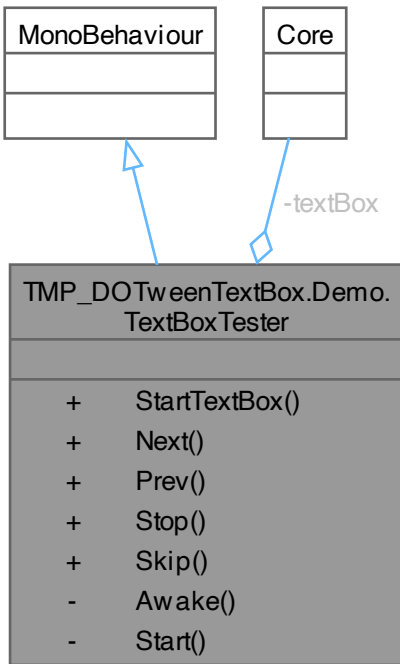 MonoBehaviour
Core
-textBox
TMP_DOTweenTextBox.Demo.
TextBoxTester
+ StartTextBox()
+ Next()
+ Prev()
+ Stop()
+ Skip()
- Awake()
- Start()